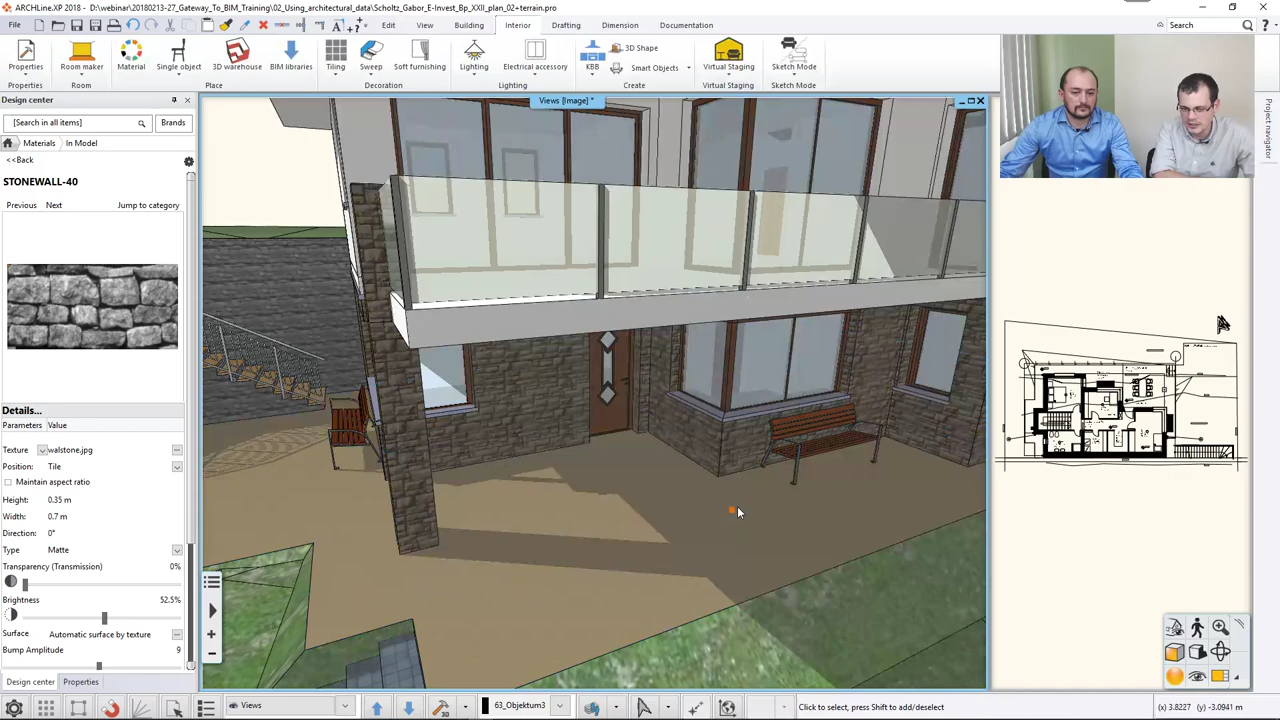 ARCHLine.XP 2018 - D:\webinar\20180213-27_Gateway_To_BIM_Training\02_Using_architectural_data\Scholtz_Gabor_E-Invest_Bp_XXII_plan_02+terrain.pro
File Edit View Building Interior Drafting Dimension Documentation Search
Properties Room maker Material Single object 3D warehouse BIM libraries Tiling Sweep Soft furnishing Lighting Electrical accessory KBB 3D Shape Smart Objects Virtual Staging Sketch Mode
Properties Room Place Decoration Lighting Create Virtual Staging Sketch Mode
Design center
Views [Image] *
[Search in all items] Brands
Project navigator
Materials In Model
<<Back
STONEWALL-40
Previous Next Jump to category
Details...
Parameters Value
Texture walstone.jpg
Position: Tile
Maintain aspect ratio
Height: 0.35 m
Width: 0.7 m
Direction: 0°
Type Matte
Transparency (Transmission) 0%
Brightness 52.5%
Surface Automatic surface by texture
Bump Amplitude 9
Design center Properties
Views 63_Objektum3 Click to select, press Shift to add/deselect (x) 3.8227 (y) -3.0941 m